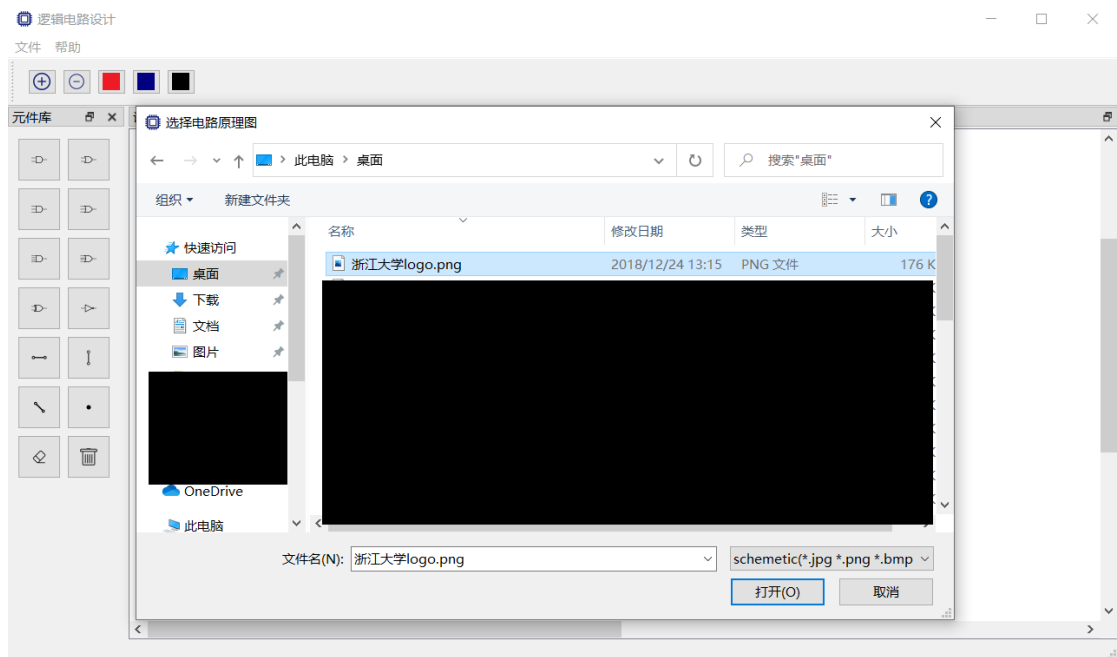 逻辑电路设计
文件 帮助
元件库
选择电路原理图
此电脑 > 桌面
搜索"桌面"
组织 新建文件夹
名称 修改日期 类型 大小
快速访问
浙江大学logo.png 2018/12/24 13:15 PNG 文件 176 K
桌面
下载
文档
图片
OneDrive
此电脑
文件名(N): 浙江大学logo.png schemetic(*.jpg *.png *.bmp
打开(O) 取消